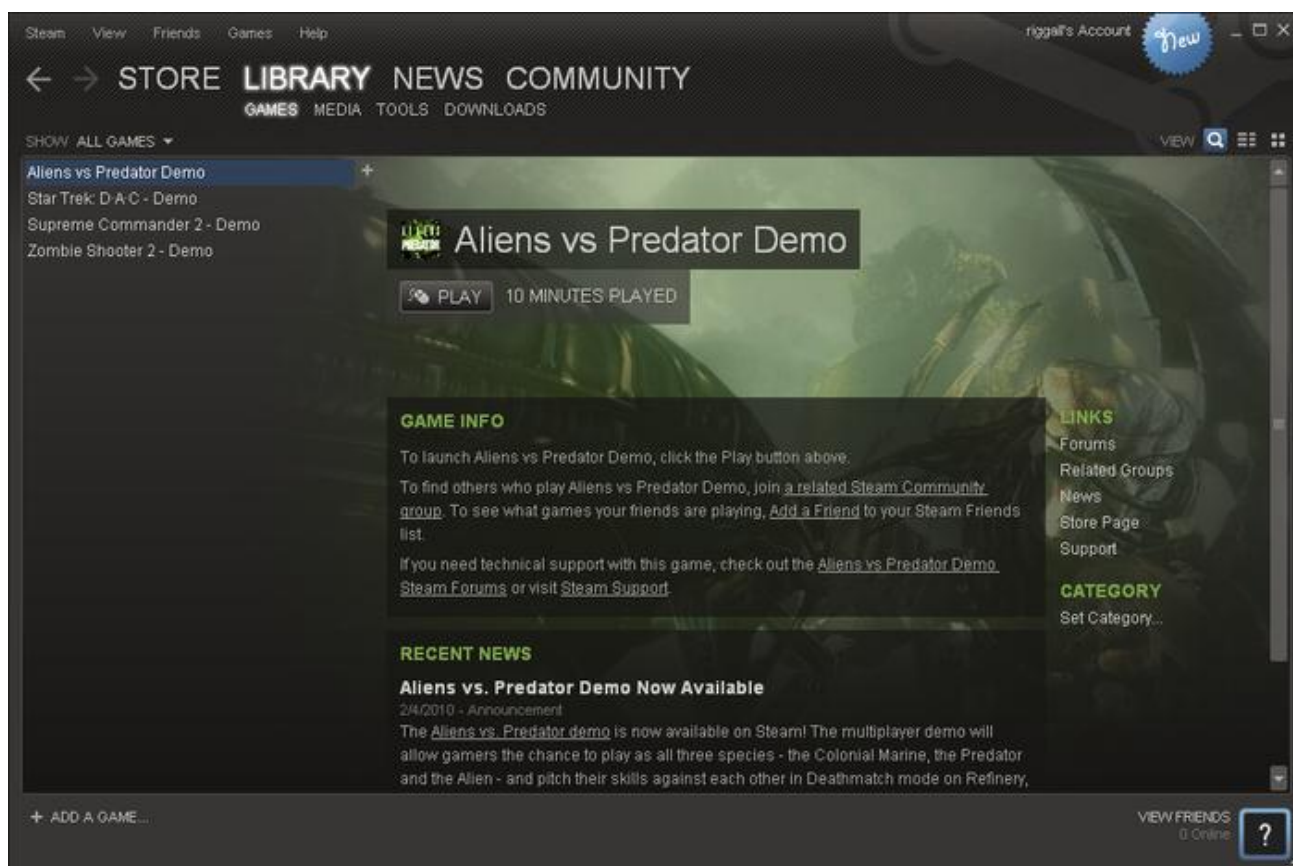 Steam View Friends Games Help
riggall's Account
New
STORE LIBRARY NEWS COMMUNITY
GAMES MEDIA TOOLS DOWNLOADS
SHOW ALL GAMES
VIEW
Aliens vs Predator Demo
Star Trek: D·A·C - Demo
Supreme Commander 2 - Demo
Zombie Shooter 2 - Demo
+
ALIENS
PREDATOR
Aliens vs Predator Demo
PLAY
10 MINUTES PLAYED
GAME INFO
To launch Aliens vs Predator Demo, click the Play button above.
To find others who play Aliens vs Predator Demo, join a related Steam Community
group. To see what games your friends are playing, Add a Friend to your Steam Friends
list.
If you need technical support with this game, check out the Aliens vs Predator Demo
Steam Forums or visit Steam Support.
LINKS
Forums
Related Groups
News
Store Page
Support
CATEGORY
Set Category...
RECENT NEWS
Aliens vs. Predator Demo Now Available
2/4/2010 - Announcement
The Aliens vs. Predator demo is now available on Steam! The multiplayer demo will
allow gamers the chance to play as all three species - the Colonial Marine, the Predator
and the Alien - and pitch their skills against each other in Deathmatch mode on Refinery,
+ ADD A GAME...
VIEW FRIENDS
0 Online
?